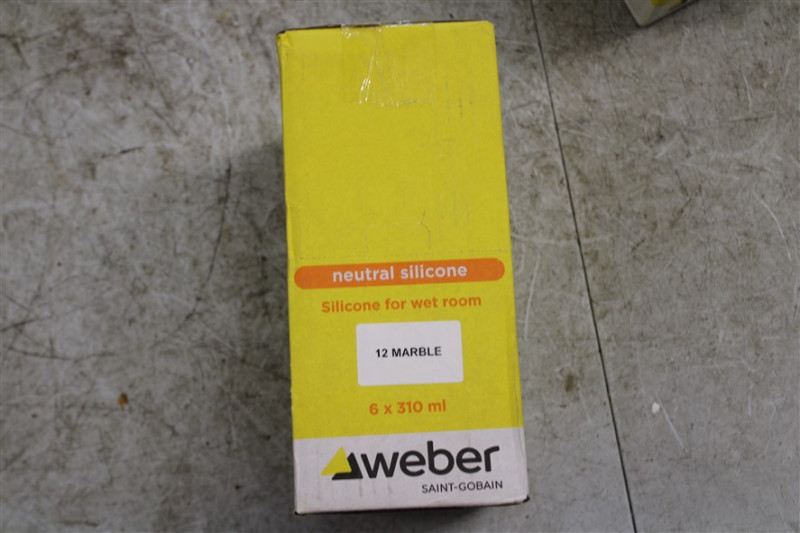 neutral silicone
Silicone for wet room
12 MARBLE
6 x 310 ml
weber
SAINT-GOBAIN